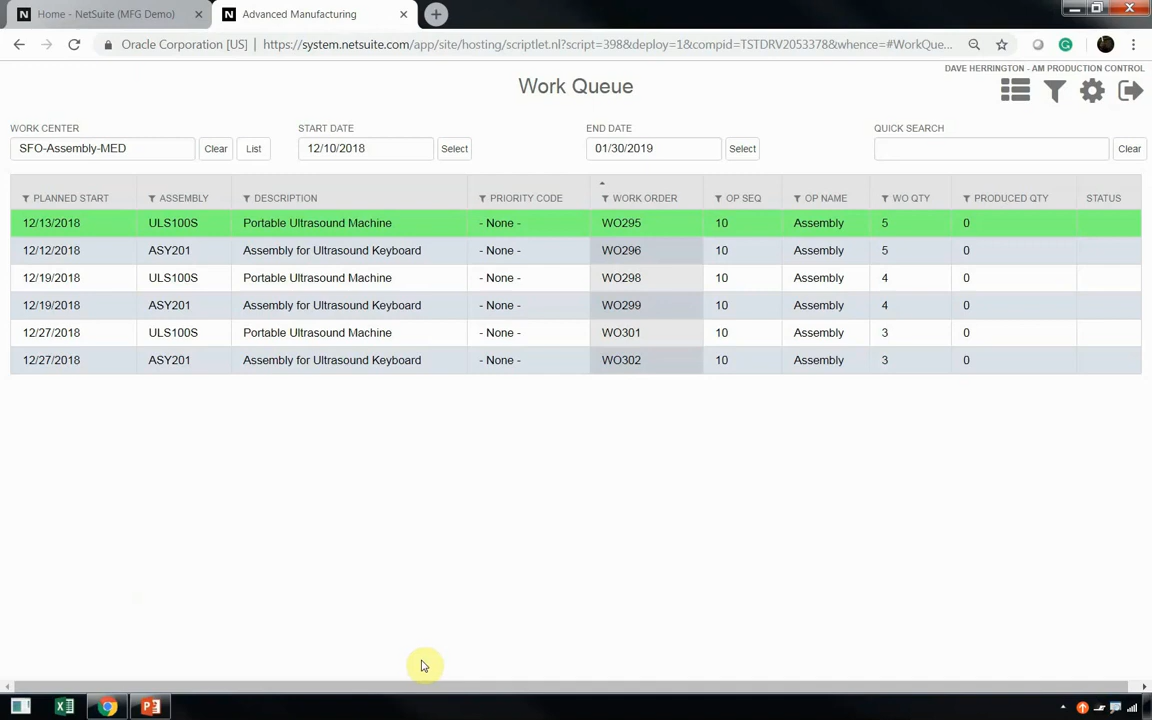 Home - NetSuite (MFG Demo)
Advanced Manufacturing
Oracle Corporation [US] https://system.netsuite.com/app/site/hosting/scriptlet.nl?script=398&deploy=1&compid=TSTDRV2053378&whence=#WorkQue...
DAVE HERRINGTON - AM PRODUCTION CONTROL
Work Queue
WORK CENTER START DATE END DATE QUICK SEARCH
SFO-Assembly-MED Clear List 12/10/2018 Select 01/30/2019 Select Clear
PLANNED START ASSEMBLY DESCRIPTION PRIORITY CODE WORK ORDER OP SEQ OP NAME WO QTY PRODUCED QTY STATUS
12/13/2018 ULS100S Portable Ultrasound Machine - None - WO295 10 Assembly 5 0
12/12/2018 ASY201 Assembly for Ultrasound Keyboard - None - WO296 10 Assembly 5 0
12/19/2018 ULS100S Portable Ultrasound Machine - None - WO298 10 Assembly 4 0
12/19/2018 ASY201 Assembly for Ultrasound Keyboard - None - WO299 10 Assembly 4 0
12/27/2018 ULS100S Portable Ultrasound Machine - None - WO301 10 Assembly 3 0
12/27/2018 ASY201 Assembly for Ultrasound Keyboard - None - WO302 10 Assembly 3 0